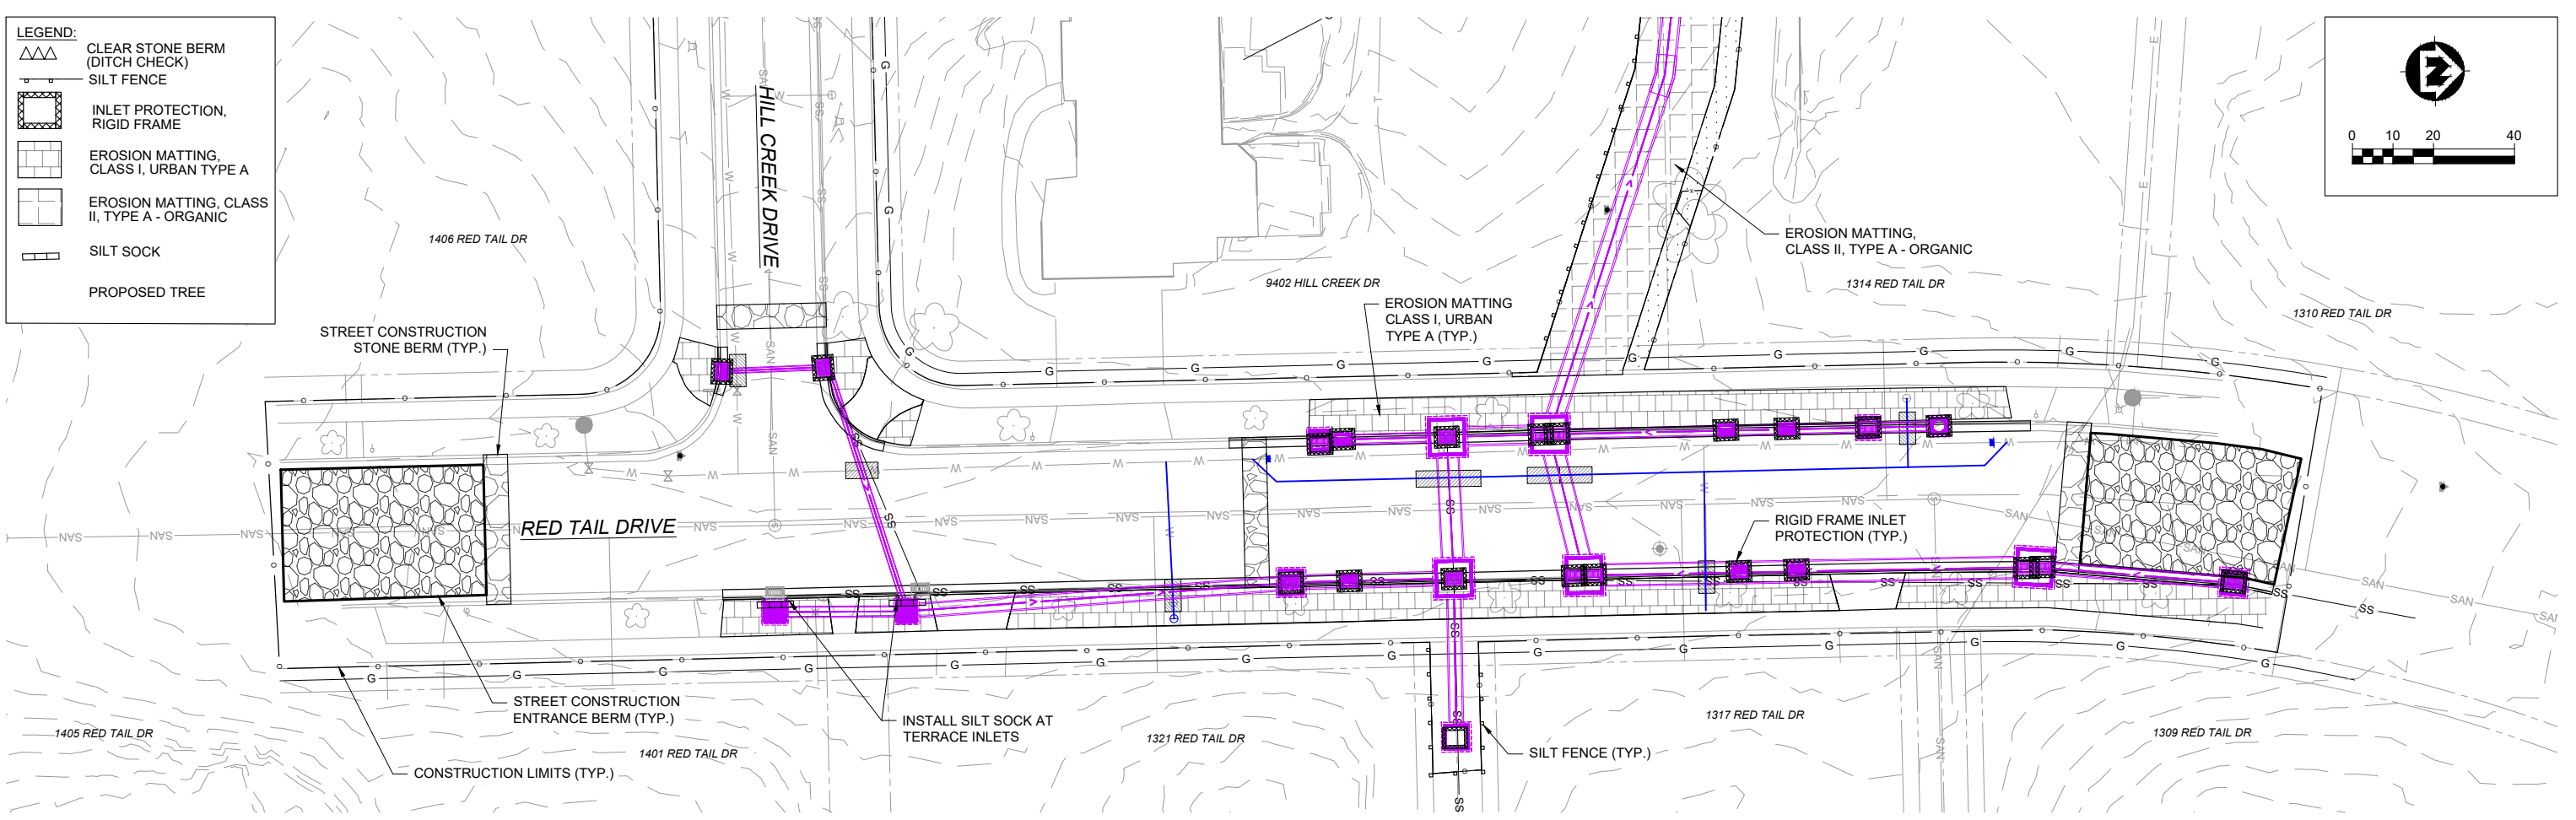 LEGEND:
CLEAR STONE BERM
(DITCH CHECK)
SILT FENCE
INLET PROTECTION,
RIGID FRAME
EROSION MATTING,
CLASS I, URBAN TYPE A
EROSION MATTING, CLASS
II, TYPE A - ORGANIC
SILT SOCK
PROPOSED TREE
HILL CREEK DRIVE
1406 RED TAIL DR
STREET CONSTRUCTION
STONE BERM (TYP.)
9402 HILL CREEK DR
EROSION MATTING
CLASS I, URBAN
TYPE A (TYP.)
EROSION MATTING,
CLASS II, TYPE A - ORGANIC
1314 RED TAIL DR
1310 RED TAIL DR
0 10 20 40
RED TAIL DRIVE
RIGID FRAME INLET
PROTECTION (TYP.)
STREET CONSTRUCTION
ENTRANCE BERM (TYP.)
INSTALL SILT SOCK AT
TERRACE INLETS
1405 RED TAIL DR
1401 RED TAIL DR
CONSTRUCTION LIMITS (TYP.)
1321 RED TAIL DR
SILT FENCE (TYP.)
1317 RED TAIL DR
1309 RED TAIL DR